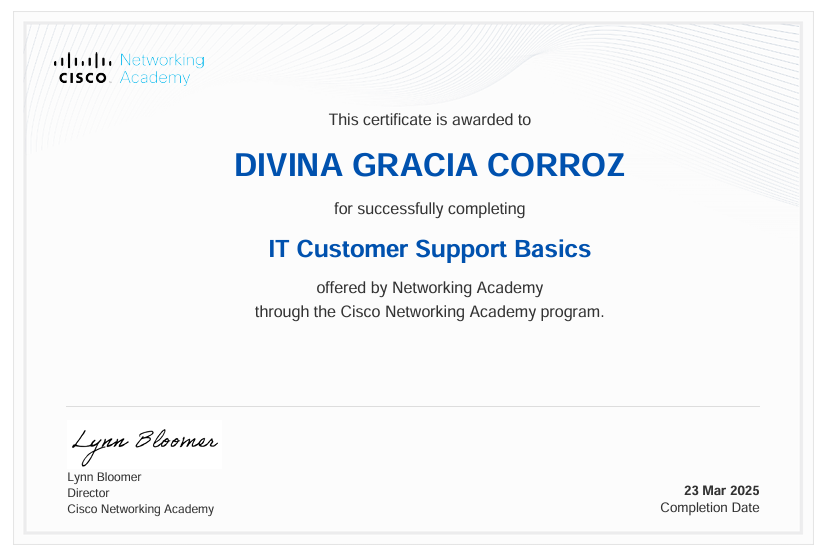 CISCO
Networking
Academy
This certificate is awarded to
DIVINA GRACIA CORROZ
for successfully completing
IT Customer Support Basics
offered by Networking Academy
through the Cisco Networking Academy program.
Lynn Bloomer
Lynn Bloomer
Director
Cisco Networking Academy
23 Mar 2025
Completion Date